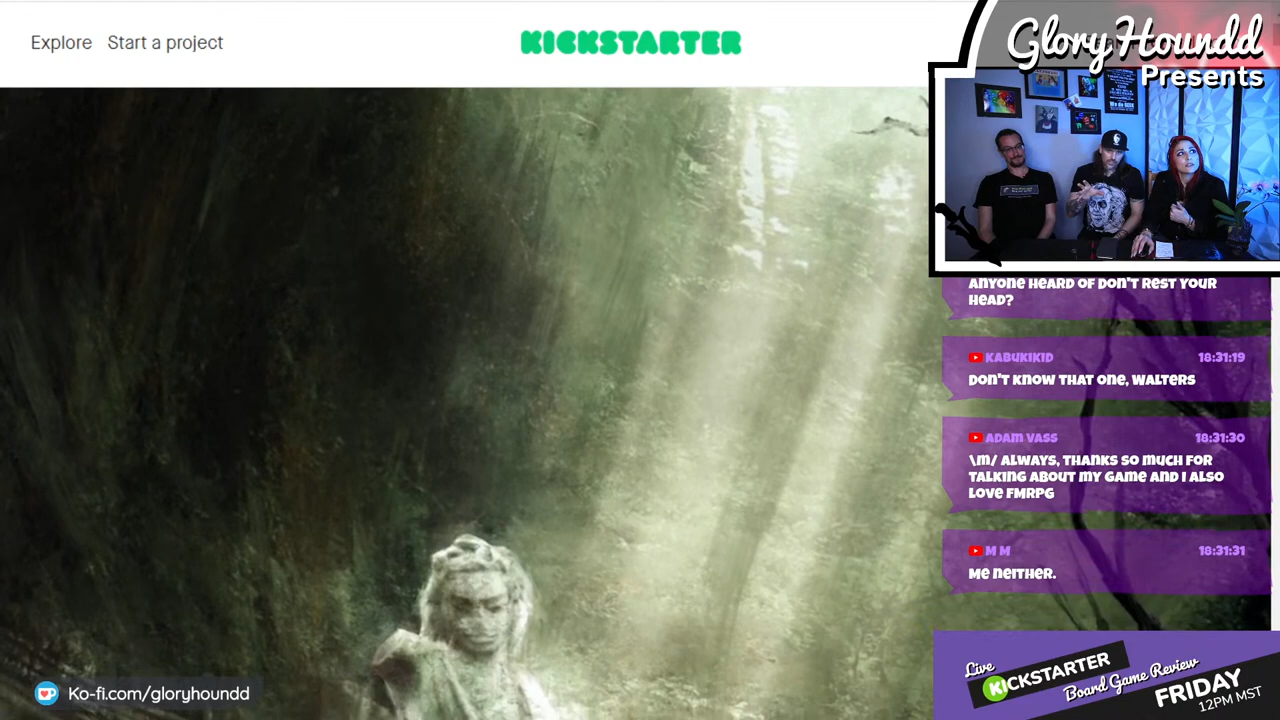 Explore Start a project
KICKSTARTER
Glory Houndd
Presents
ANYONE HEARD OF DON'T REST YOUR
HEAD?
KABUKIKID 18:31:19
DON'T KNOW THAT ONE, WALTERS
ADAM VASS 18:31:30
\m/ ALWAYS, THANKS SO MUCH FOR
TALKING ABOUT MY GAME AND I ALSO
LOVE FMRPG
M M 18:31:31
ME NEITHER.
Ko-fi.com/gloryhoundd
Live
KICKSTARTER
Board Game Review
FRIDAY
12PM MST